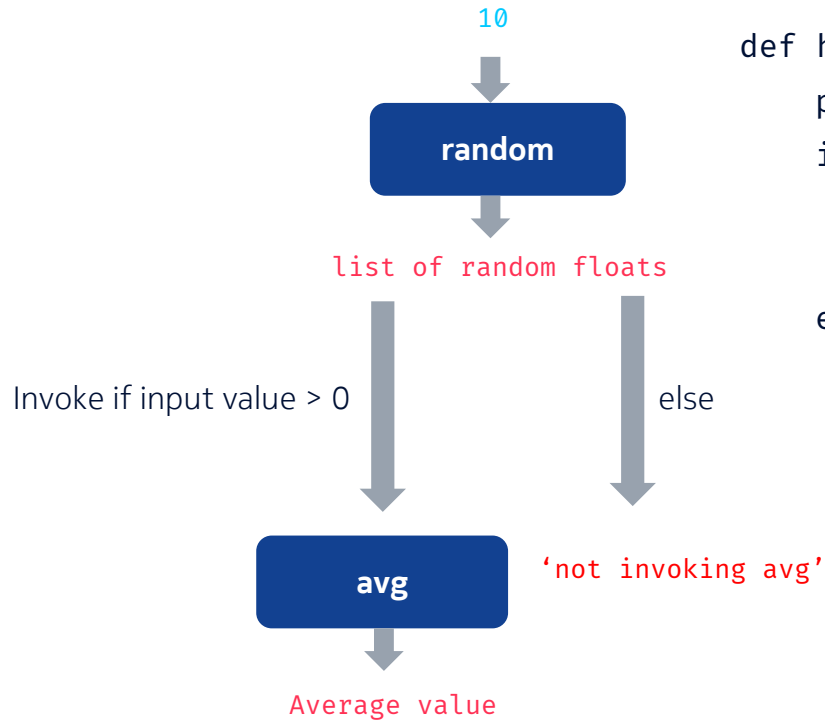 10
def h
p
random
i
list of random floats
e
Invoke if input value > 0
else
avg
‘not invoking avg’
Average value